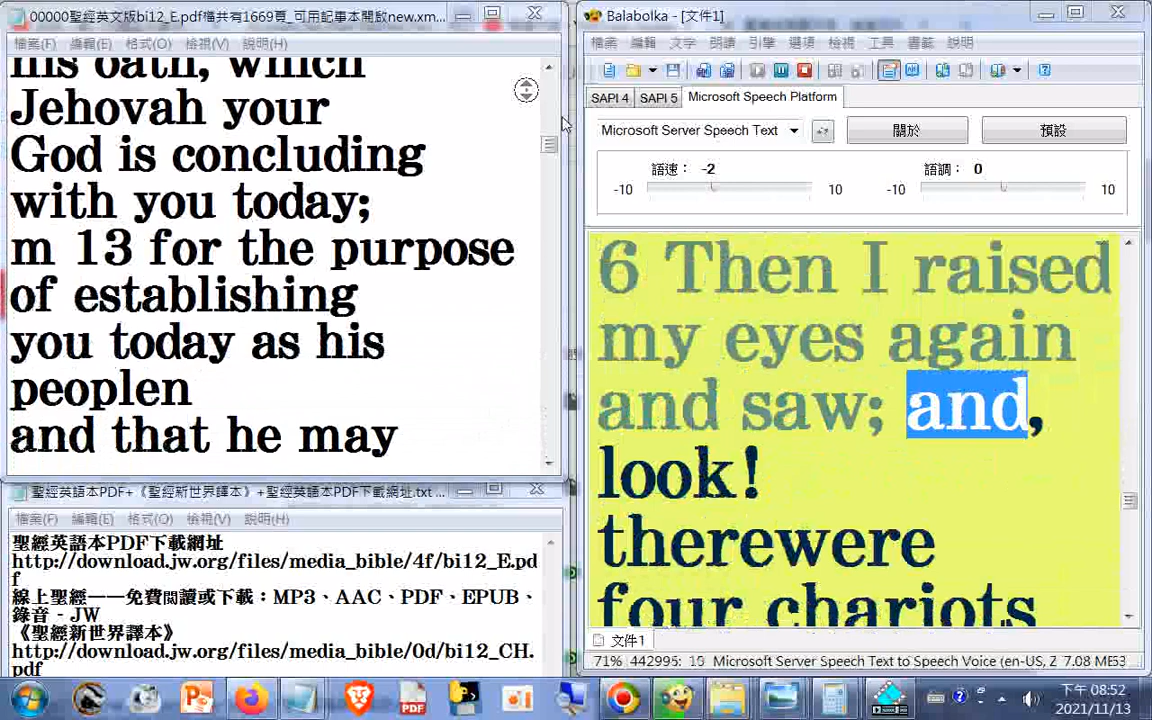 00000聖經英文版bi12_E.pdf檔共有1669頁_可用記事本開啟new.xm...
檔案(F) 編輯(E) 格式(O) 檢視(V) 說明(H)
his oath, which
Jehovah your
God is concluding
with you today;
m 13 for the purpose
of establishing
you today as his
peoplen
and that he may
聖經英語本PDF+《聖經新世界譯本》+聖經英語本PDF下載網址.txt ...
檔案(F) 編輯(E) 格式(O) 檢視(V) 說明(H)
聖經英語本PDF下載網址
http://download.jw.org/files/media_bible/4f/bi12_E.pd
f
線上聖經──免費閱讀或下載：MP3、AAC、PDF、EPUB、
錄音 - JW
《聖經新世界譯本》
http://download.jw.org/files/media_bible/0d/bi12_CH.
pdf
Balabolka - [文件1]
檔案 編輯 文字 朗讀 引擎 選項 檢視 工具 書籤 說明
SAPI 4 SAPI 5 Microsoft Speech Platform
Microsoft Server Speech Text 關於 預設
語速： -2 語調： 0
-10 10 -10 10
6 Then I raised
my eyes again
and saw; and,
look!
therewere
four chariots
文件1
71% 442995: 10 Microsoft Server Speech Text to Speech Voice (en-US, Z 7.08 ME53
下午 08:52
2021/11/13